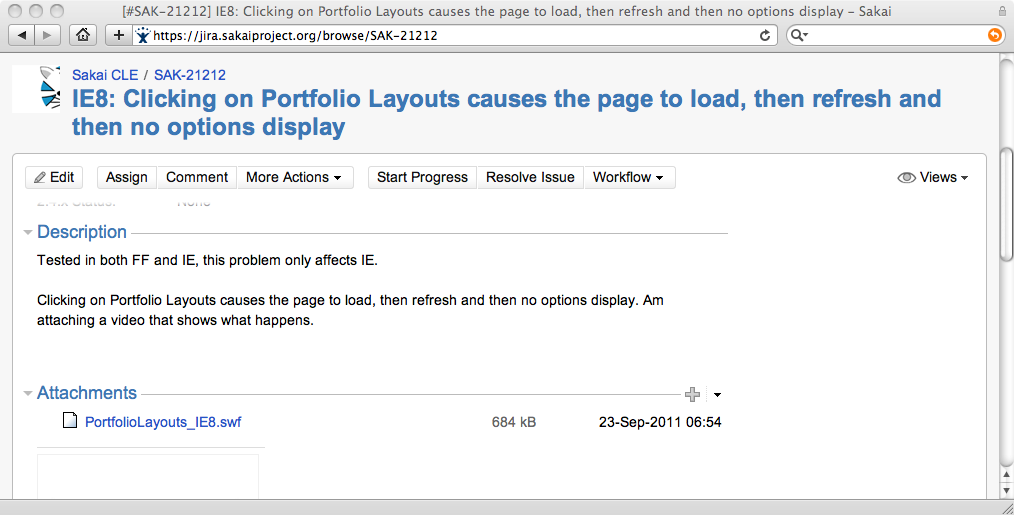 [#SAK-21212] IE8: Clicking on Portfolio Layouts causes the page to load, then refresh and then no options display – Sakai
https://jira.sakaiproject.org/browse/SAK-21212
Sakai CLE / SAK-21212
IE8: Clicking on Portfolio Layouts causes the page to load, then refresh and
then no options display
Edit Assign Comment More Actions Start Progress Resolve Issue Workflow Views
2.4.x Status: None
Description
Tested in both FF and IE, this problem only affects IE.
Clicking on Portfolio Layouts causes the page to load, then refresh and then no options display. Am
attaching a video that shows what happens.
Attachments
PortfolioLayouts_IE8.swf 684 kB 23-Sep-2011 06:54